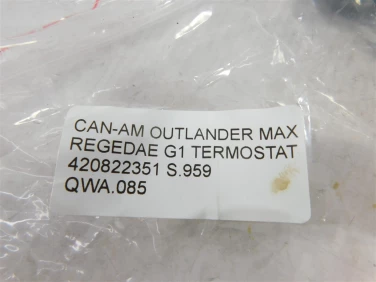 CAN-AM OUTLANDER MAX
REGEDAE G1 TERMOSTAT
420822351 S.959
QWA.085